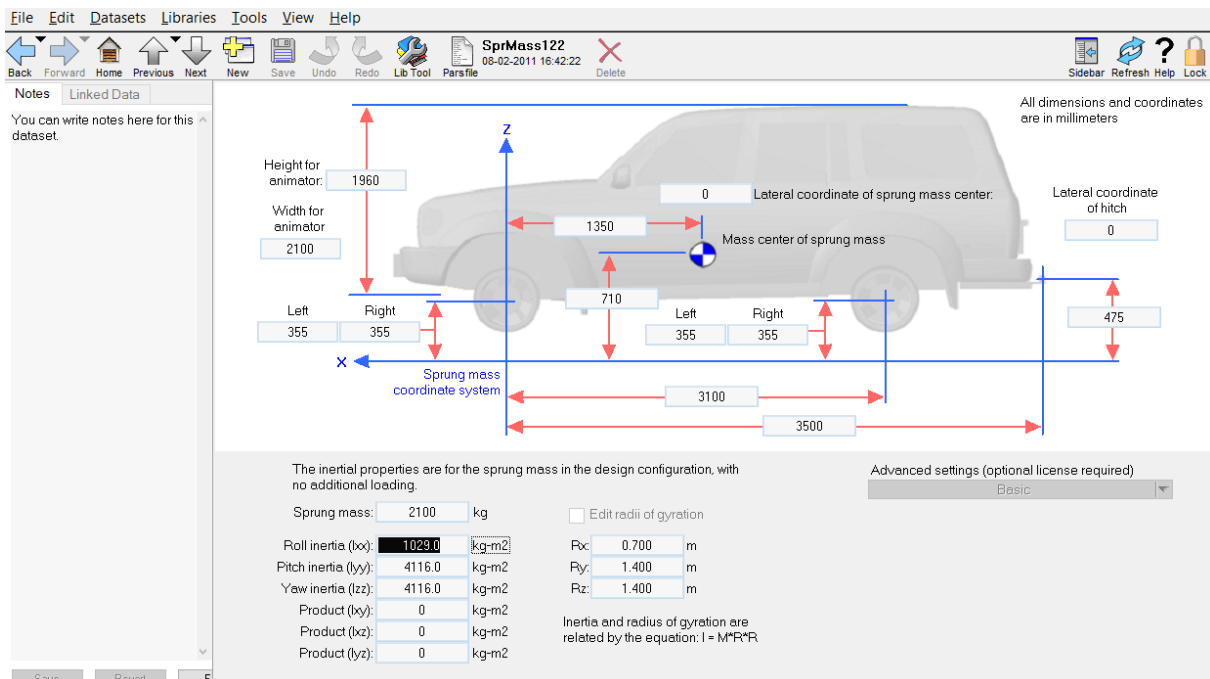 File Edit Datasets Libraries Tools View Help
SprMass122
08-02-2011 16:42:22
Back Forward Home Previous Next New Save Undo Redo Lib Tool Parsfile Delete Sidebar Refresh Help Lock
Notes Linked Data
You can write notes here for this
dataset.
All dimensions and coordinates
are in millimeters
Z
Height for
animator: 1960
0 Lateral coordinate of sprung mass center:
Lateral coordinate
of hitch
0
Width for
animator
2100
1350
Mass center of sprung mass
710
Left Right
355 355
Left Right
355 355
475
X
Sprung mass
coordinate system
3100
3500
The inertial properties are for the sprung mass in the design configuration, with
no additional loading.
Advanced settings (optional license required)
Basic
Sprung mass: 2100 kg
Edit radii of gyration
Roll inertia (Ixx): 1029.0 kg-m2 Rx: 0.700 m
Pitch inertia (Iyy): 4116.0 kg-m2 Ry: 1.400 m
Yaw inertia (Izz): 4116.0 kg-m2 Rz: 1.400 m
Product (Ixy): 0 kg-m2
Product (Ixz): 0 kg-m2
Product (Iyz): 0 kg-m2
Inertia and radius of gyration are
related by the equation: I = M*R*R